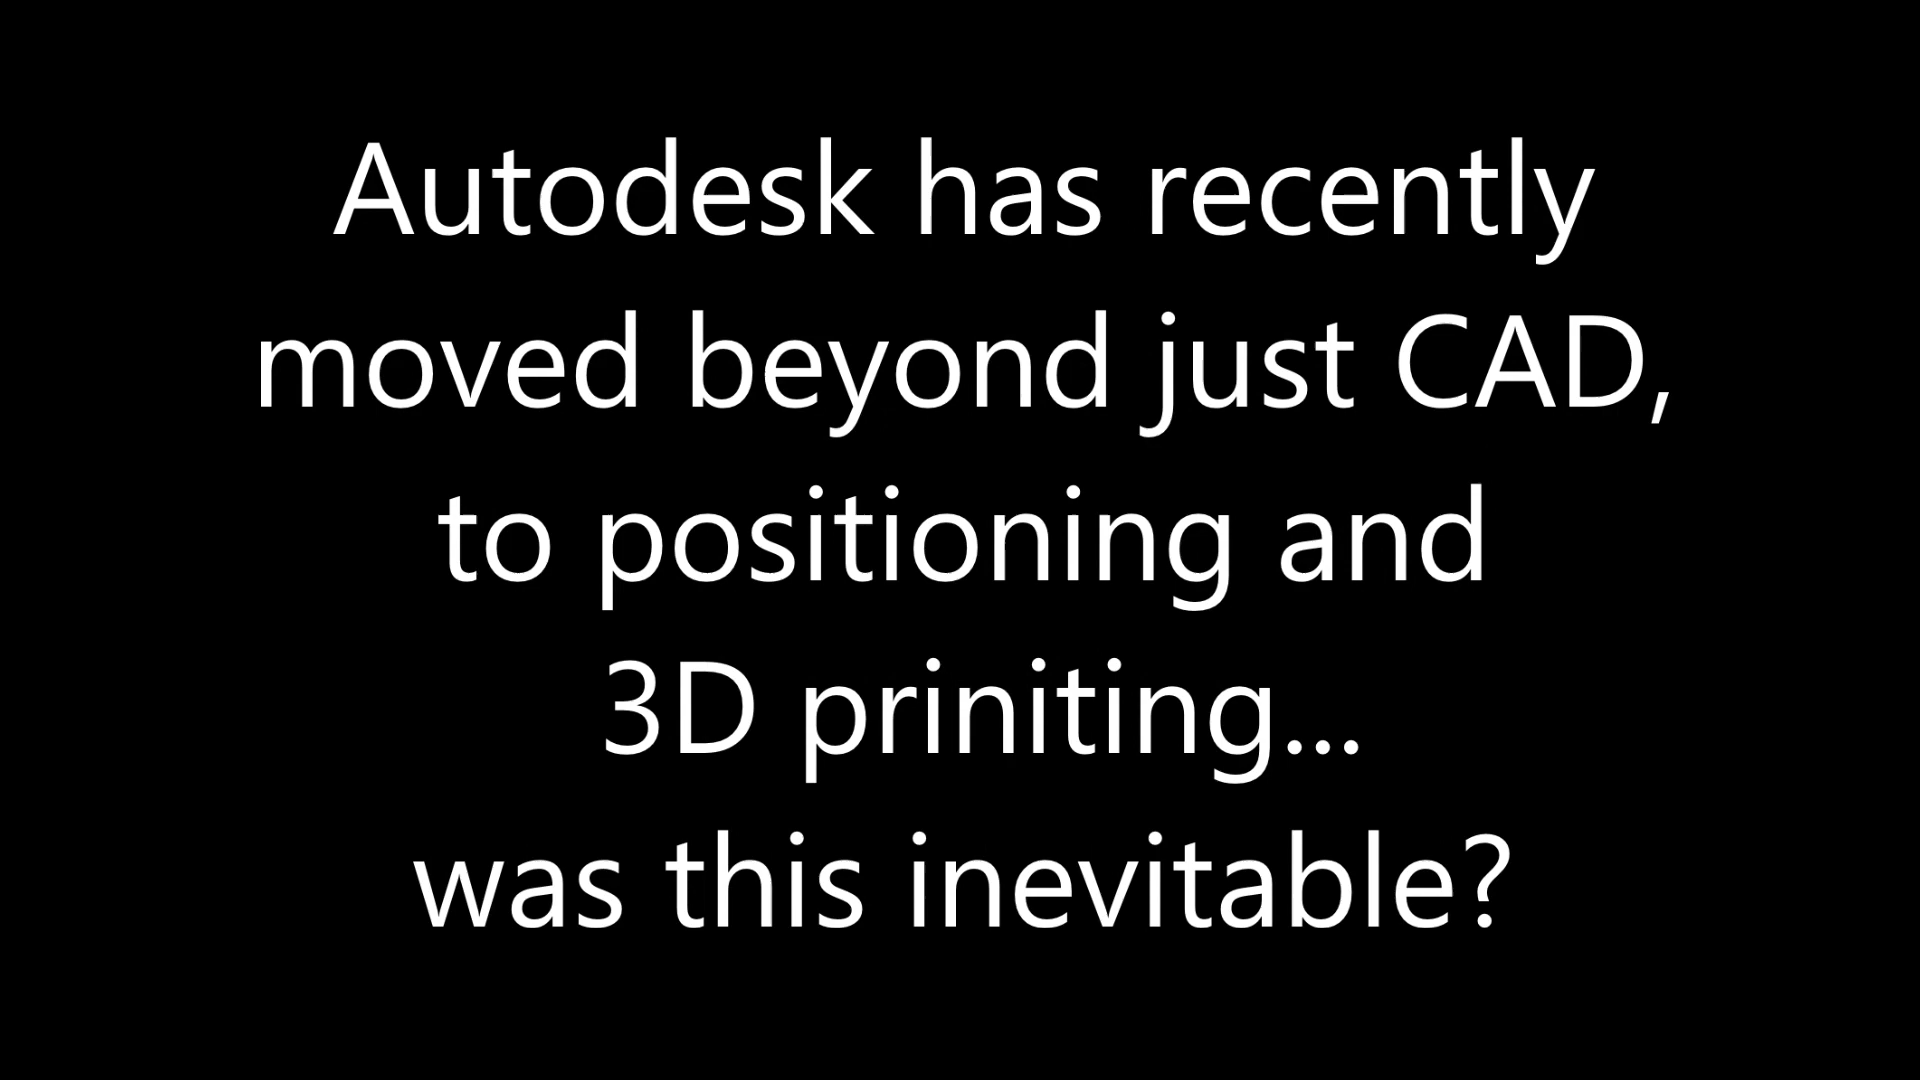 Autodesk has recently
moved beyond just CAD,
to positioning and
3D priniting...
was this inevitable?